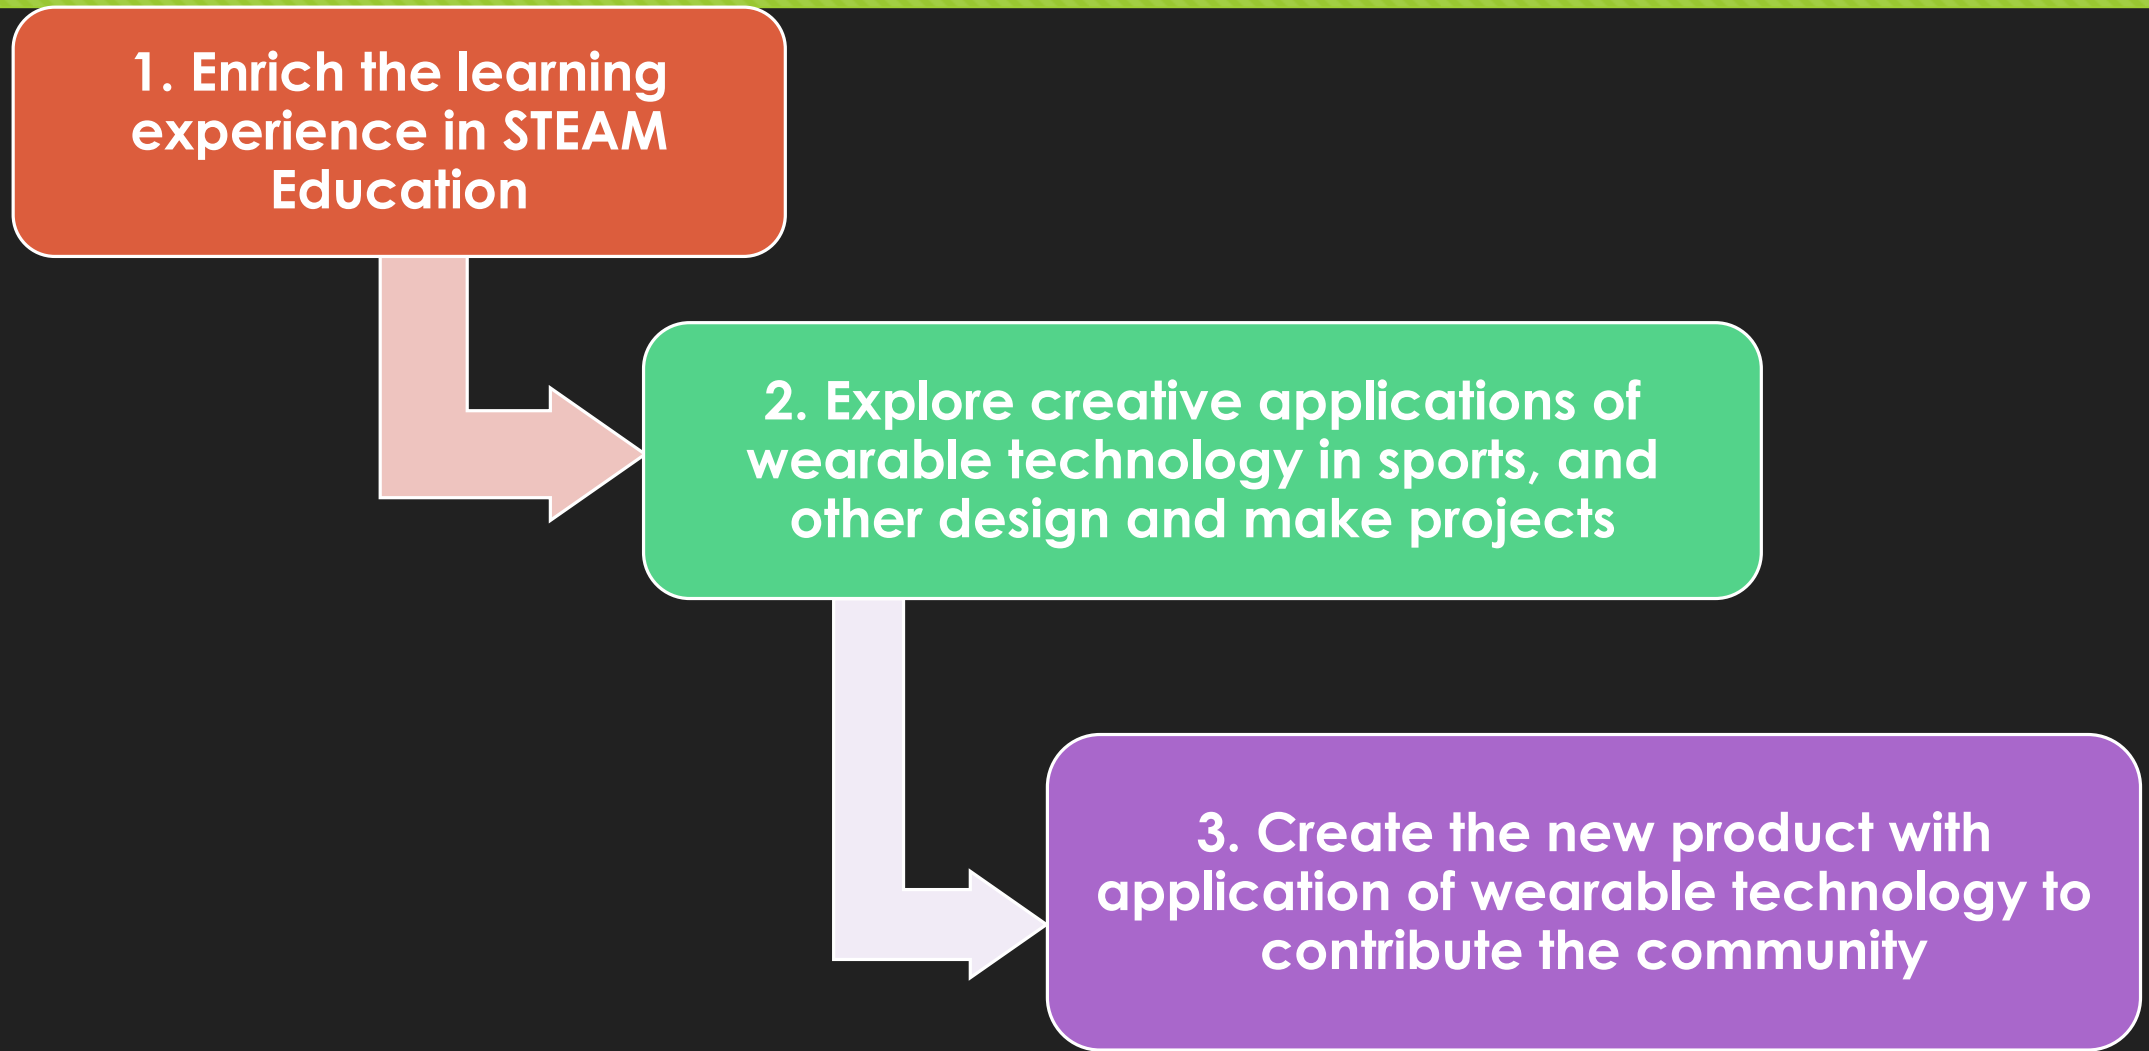 1. Enrich the learning
experience in STEAM
Education
2. Explore creative applications of
wearable technology in sports, and
other design and make projects
3. Create the new product with
application of wearable technology to
contribute the community